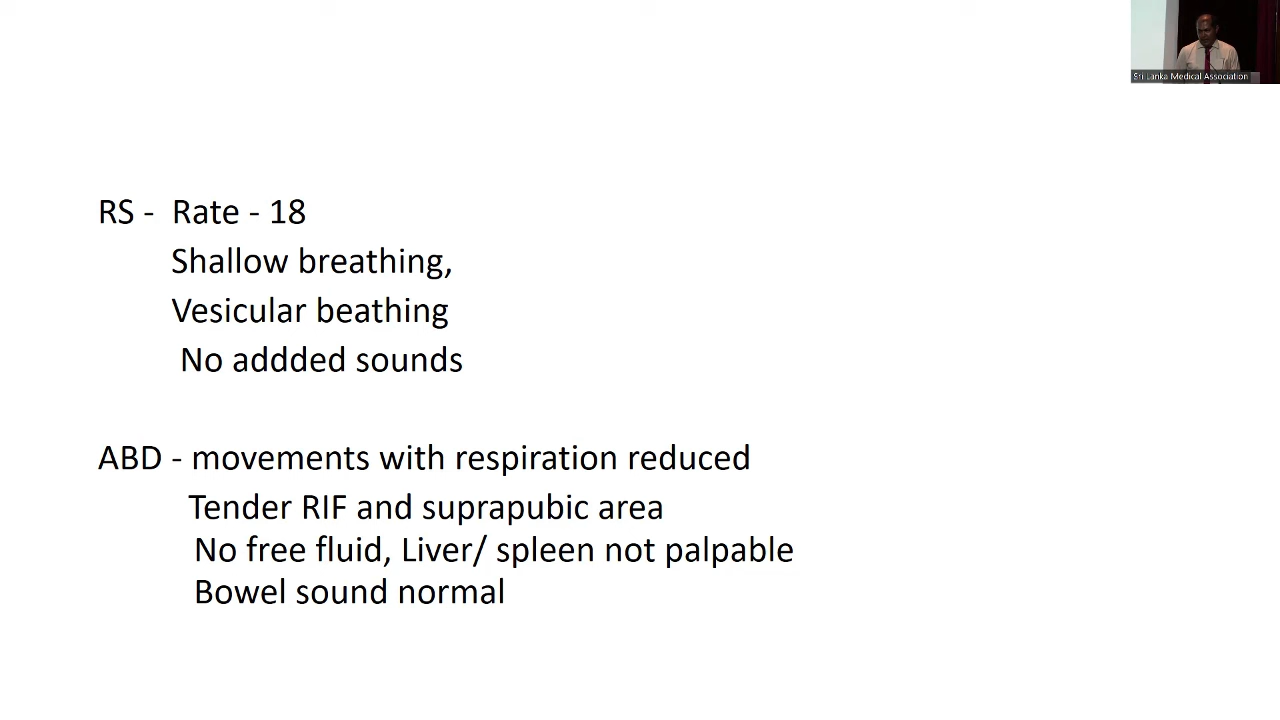 Sri Lanka Medical Association
RS - Rate - 18
Shallow breathing,
Vesicular beathing
No addded sounds
ABD - movements with respiration reduced
Tender RIF and suprapubic area
No free fluid, Liver/ spleen not palpable
Bowel sound normal